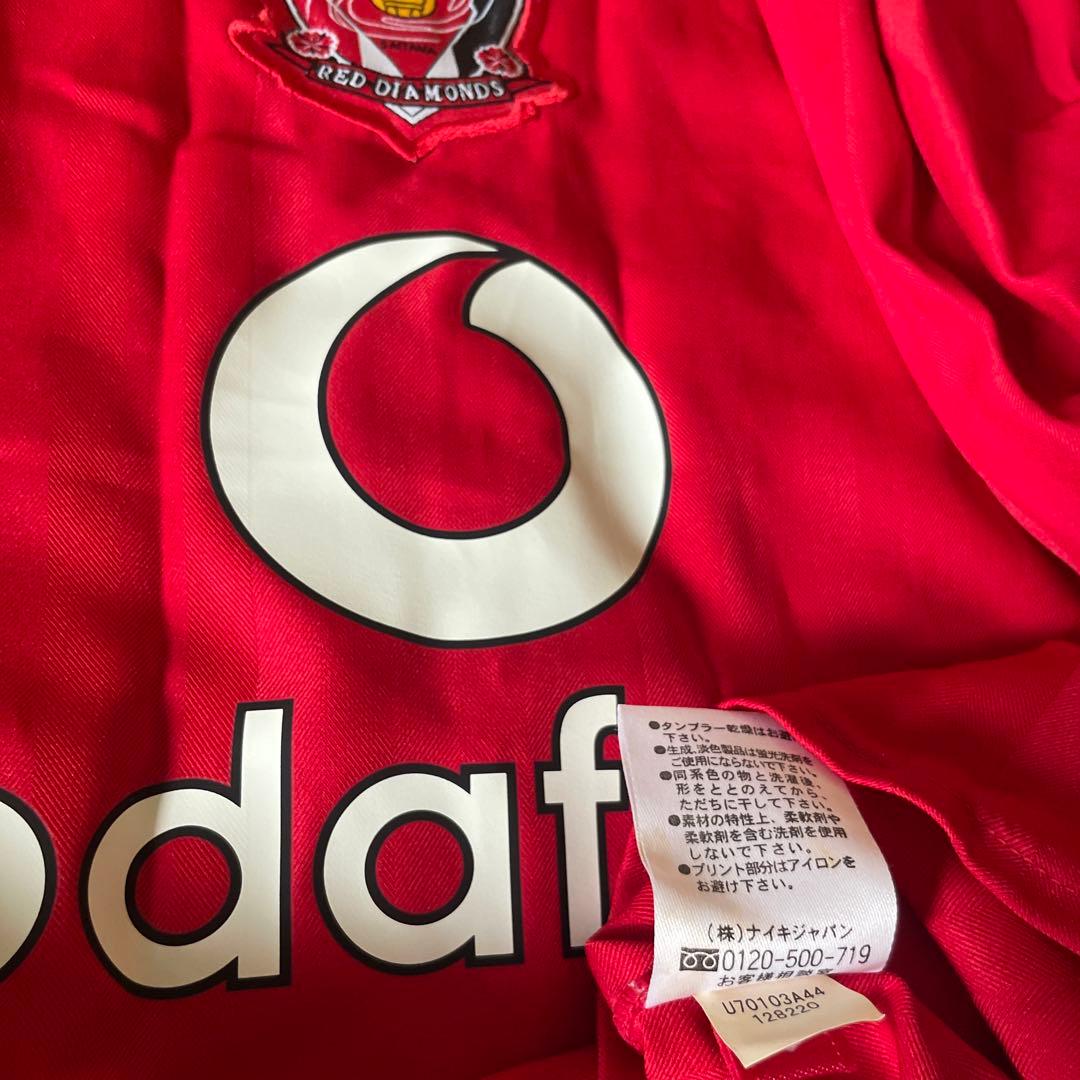 SAITAMA
RED DIAMONDS
odaf
●タンブラー乾燥はお避
下さい。
●生成、淡色製品は蛍光洗剤を
ご使用にならないで下さい。
●同系色の物と洗濯後、
形をととのえてから、
ただちに干して下さい。
●素材の特性上、柔軟剤や
柔軟剤を含む洗剤を使用
しないで下さい。
●プリント部分はアイロンを
お避け下さい。
(株)ナイキジャパン
0120-500-719
お客様相談室
U70103A44
128220